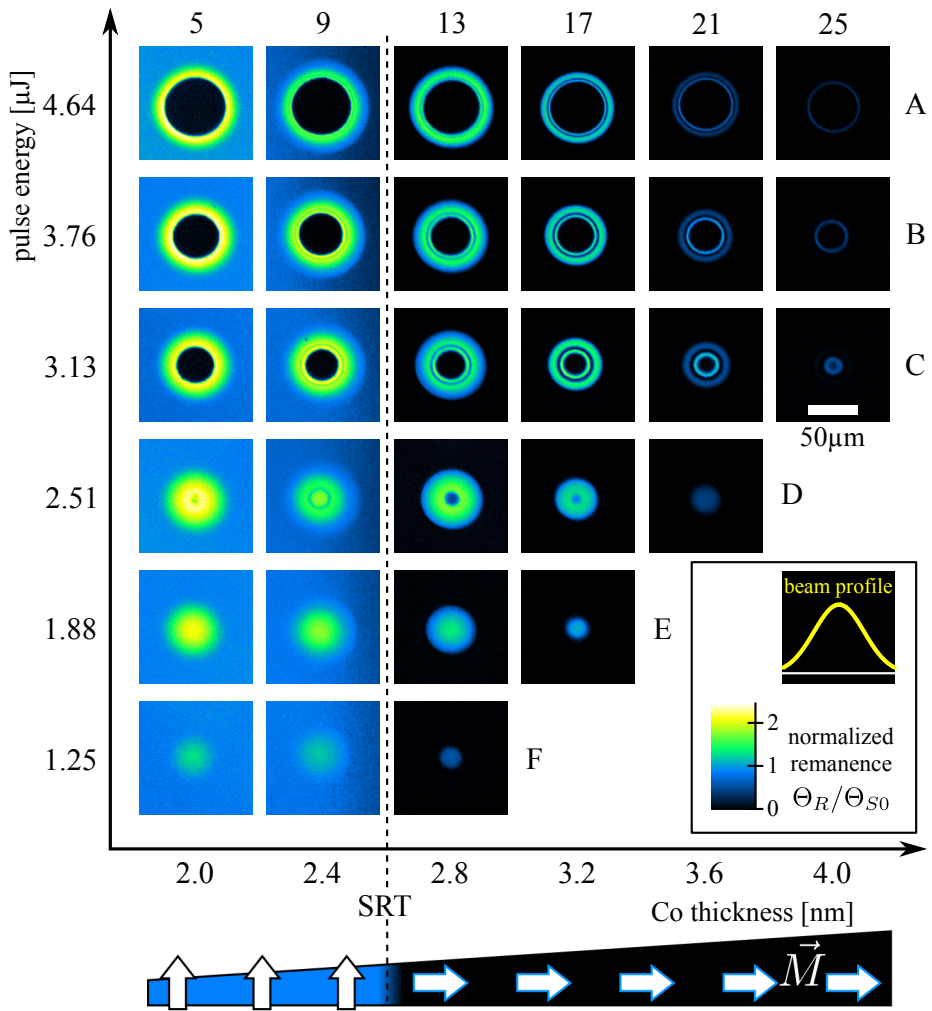 5 9 13 17 21 25
pulse energy [µJ]
4.64 A
3.76 B
3.13 C
50µm
2.51 D
1.88 E
1.25 F
beam profile
2
1
0
normalized
remanence
Θ_R/Θ_S0
2.0 2.4 2.8 3.2 3.6 4.0
SRT
Co thickness [nm]
M⃗